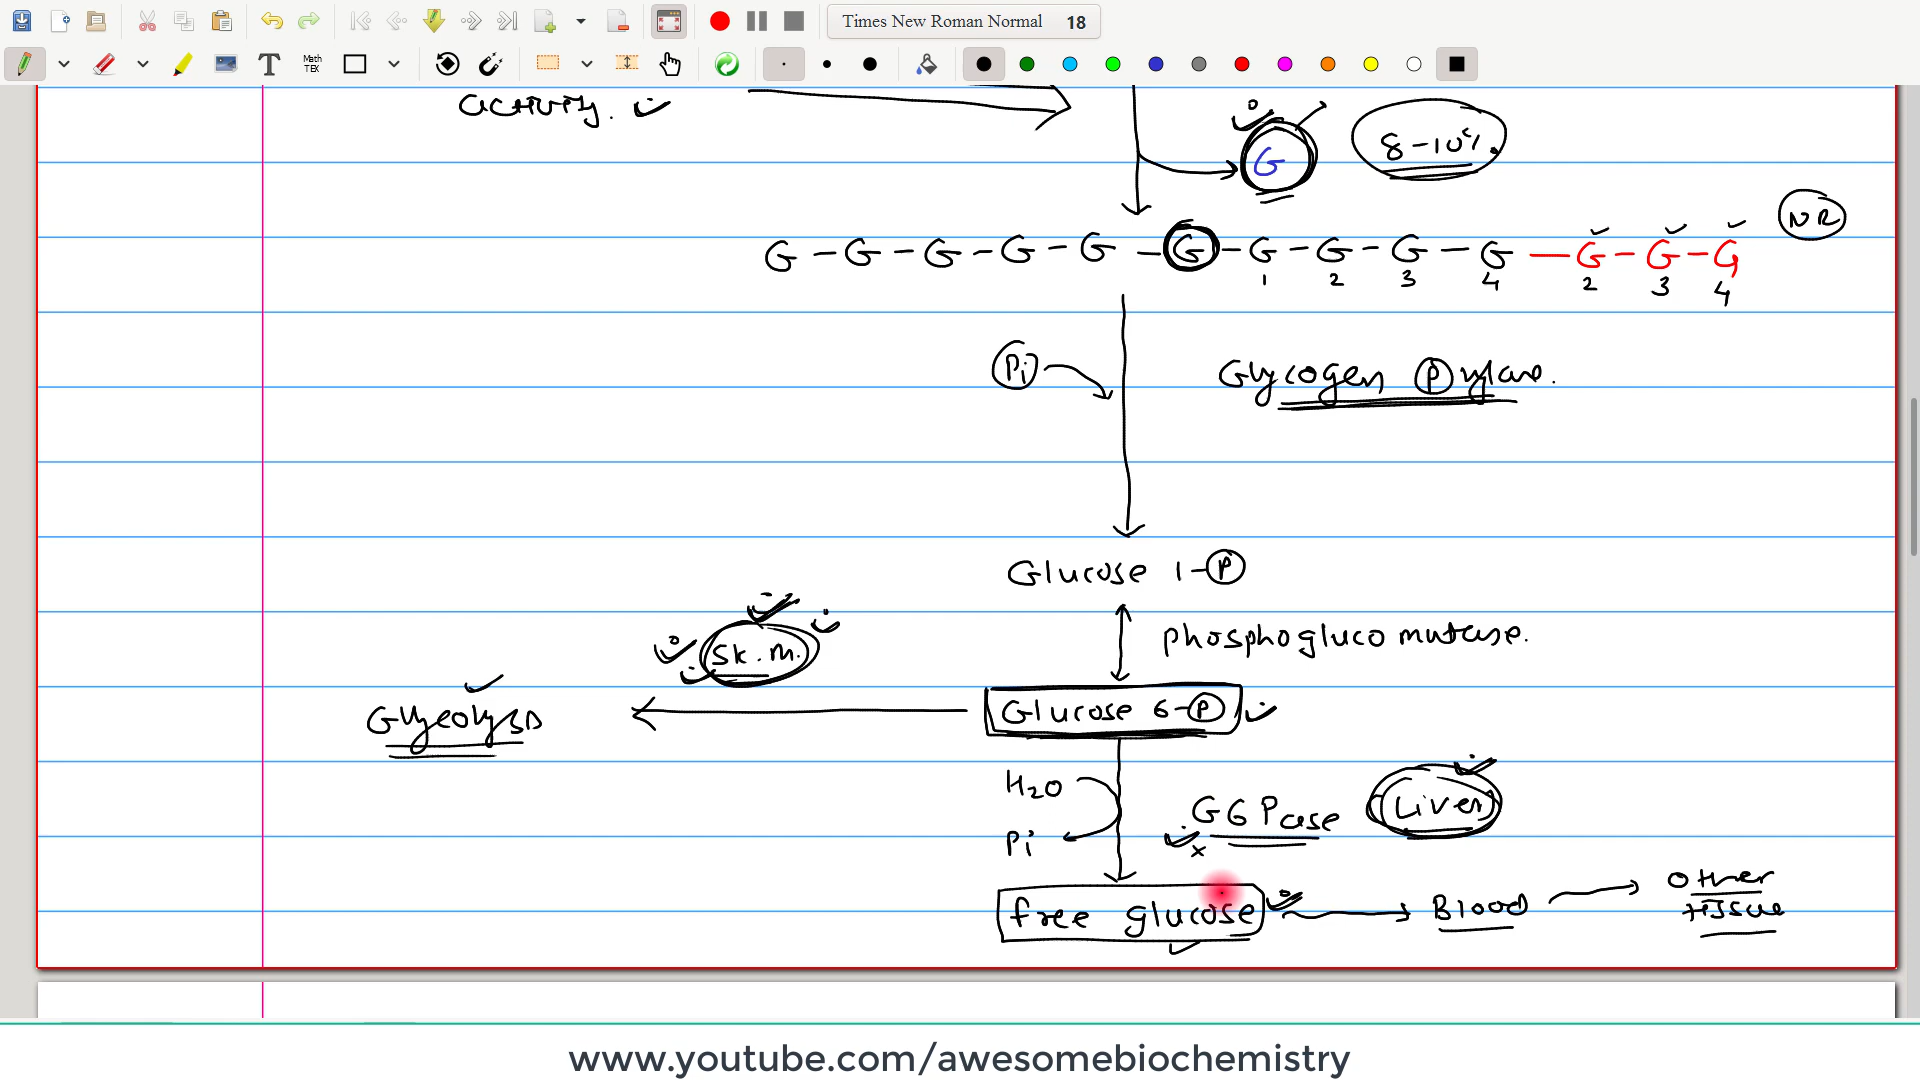 Times New Roman Normal 18
Math
TEX
activity.
G
8-10%
NR
G - G - G - G - G - G - G - G - G - G - G - G - G
1 2 3 4 2 3 4
Pi
Glycogen Pylase.
Glucose 1-P
Phosphogluco mutase.
Sk.m.
Glycolysis
Glucose 6-P
H2O
Pi
G6Pase
Liver
free glucose
Blood
Other
tissue
www.youtube.com/awesomebiochemistry